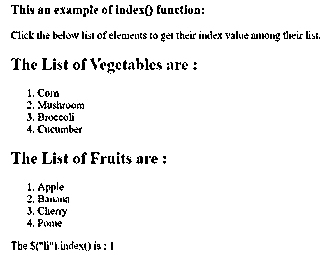 This an example of index() function:
Click the below list of elements to get their index value among their list.
The List of Vegetables are :
1. Corn
2. Mushroom
3. Broccoli
4. Cucumber
The List of Fruits are :
1. Apple
2. Banana
3. Cherry
4. Pome
The $("li").index() is : 1